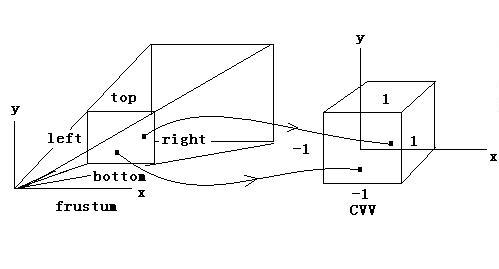 y
top
left
right
bottom
x
frustum
y
1
1
-1
x
-1
CVV